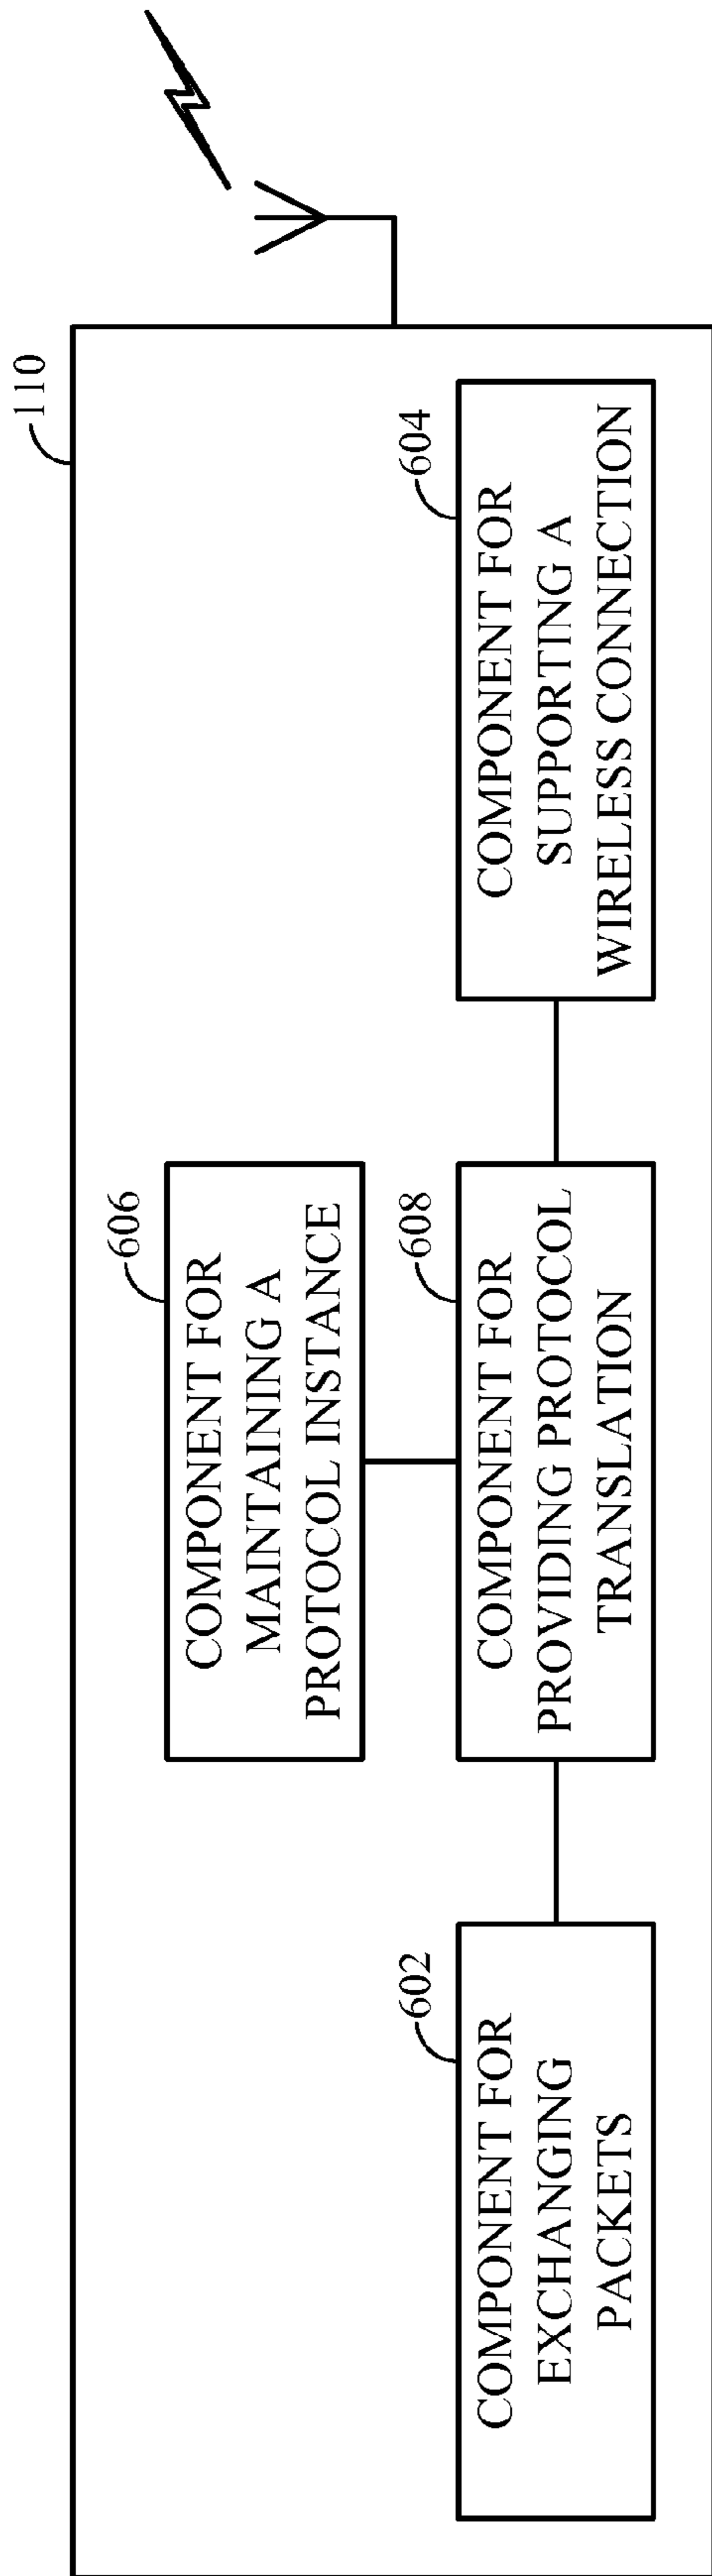 110
606
COMPONENT FOR
MAINTAINING A
PROTOCOL INSTANCE
602
COMPONENT FOR
EXCHANGING
PACKETS
608
COMPONENT FOR
PROVIDING PROTOCOL
TRANSLATION
604
COMPONENT FOR
SUPPORTING A
WIRELESS CONNECTION